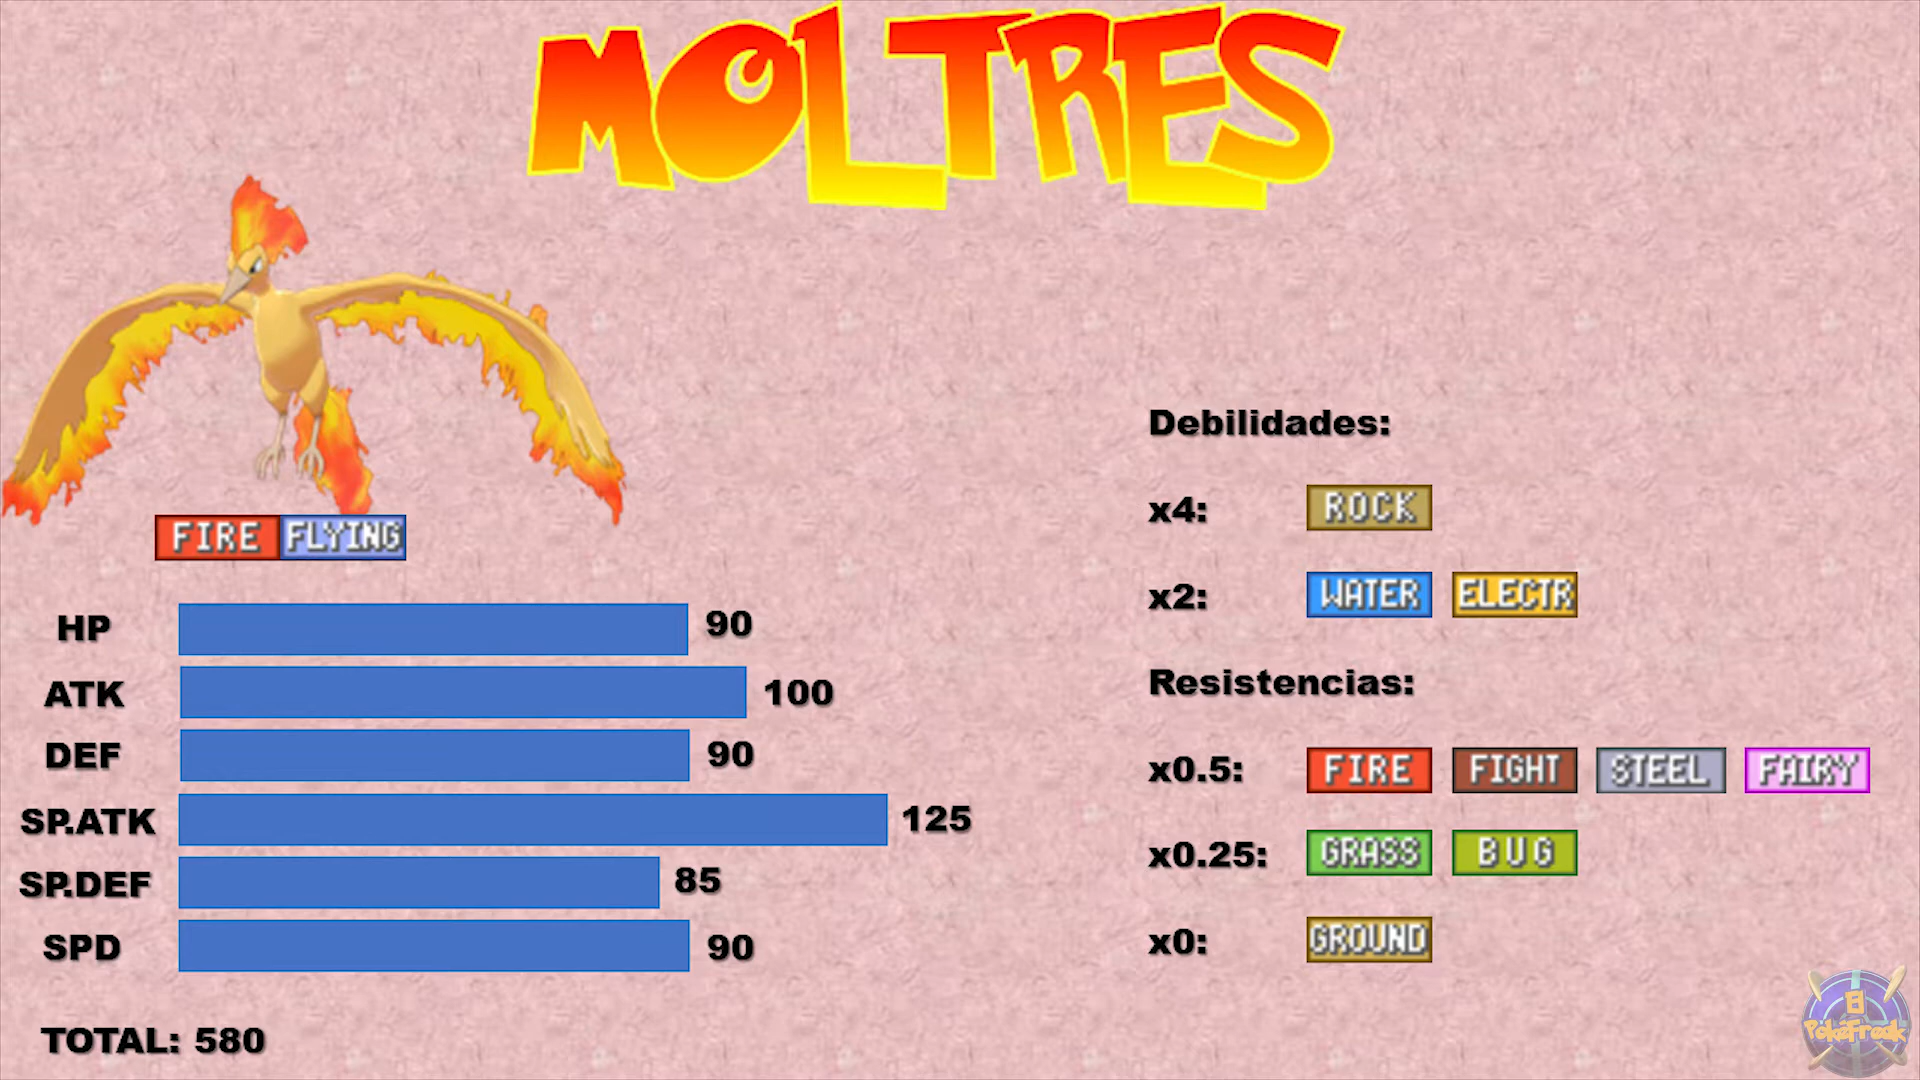 MOLTRES
FIRE FLYING
HP 90
ATK 100
DEF 90
SP.ATK 125
SP.DEF 85
SPD 90
TOTAL: 580
Debilidades:
x4: ROCK
x2: WATER ELECTR
Resistencias:
x0.5: FIRE FIGHT STEEL FAIRY
x0.25: GRASS BUG
x0: GROUND
El
PokéFreak